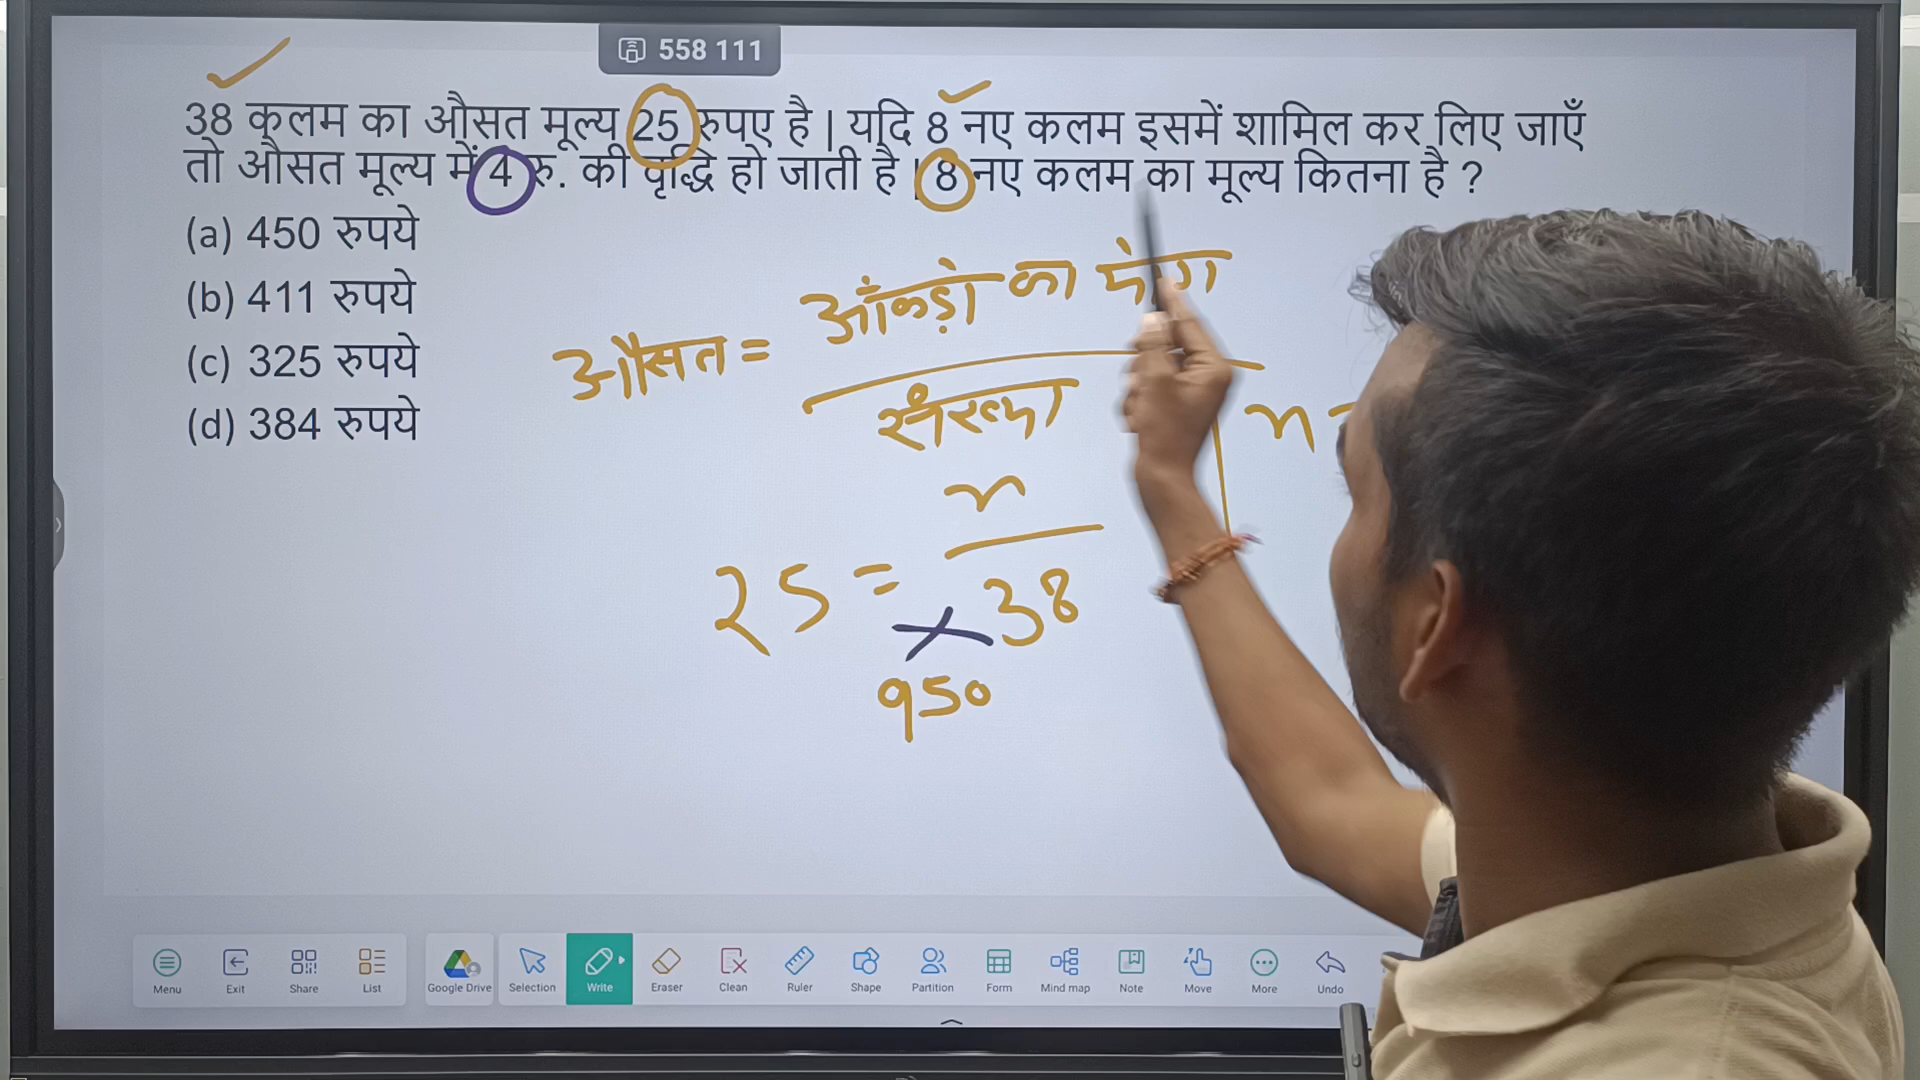 558 111
38 कलम का औसत मूल्य 25 रुपए है | यदि 8 नए कलम इसमें शामिल कर लिए जाएँ
तो औसत मूल्य में 4 रु. की वृद्धि हो जाती है | 8 नए कलम का मूल्य कितना है ?
(a) 450 रुपये
(b) 411 रुपये
(c) 325 रुपये
(d) 384 रुपये
औसत = आँकड़ो का योग
संख्या
25 = n
38
950
n
Menu Exit Share List Google Drive Selection Write Eraser Clean Ruler Shape Partition Form Mind map Note Move More Undo